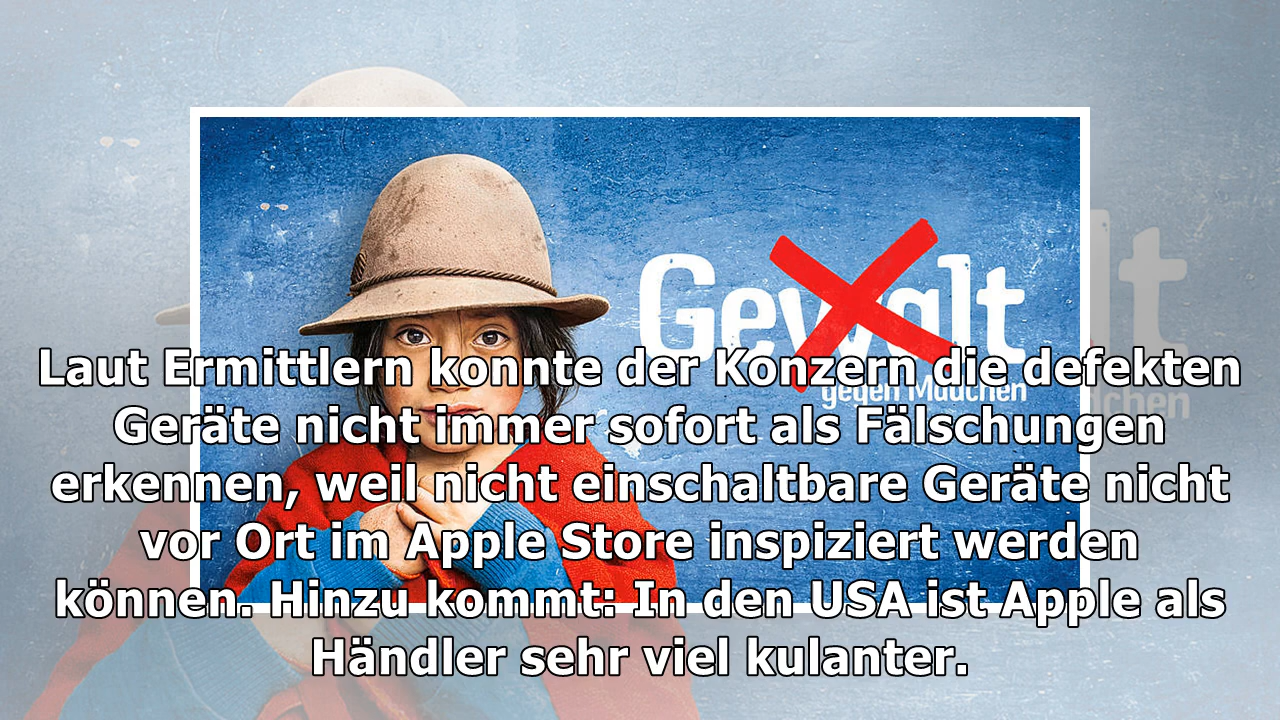 Gewalt
gegen Mädchen
Laut Ermittlern konnte der Konzern die defekten
Geräte nicht immer sofort als Fälschungen
erkennen, weil nicht einschaltbare Geräte nicht
vor Ort im Apple Store inspiziert werden
können. Hinzu kommt: In den USA ist Apple als
Händler sehr viel kulanter.